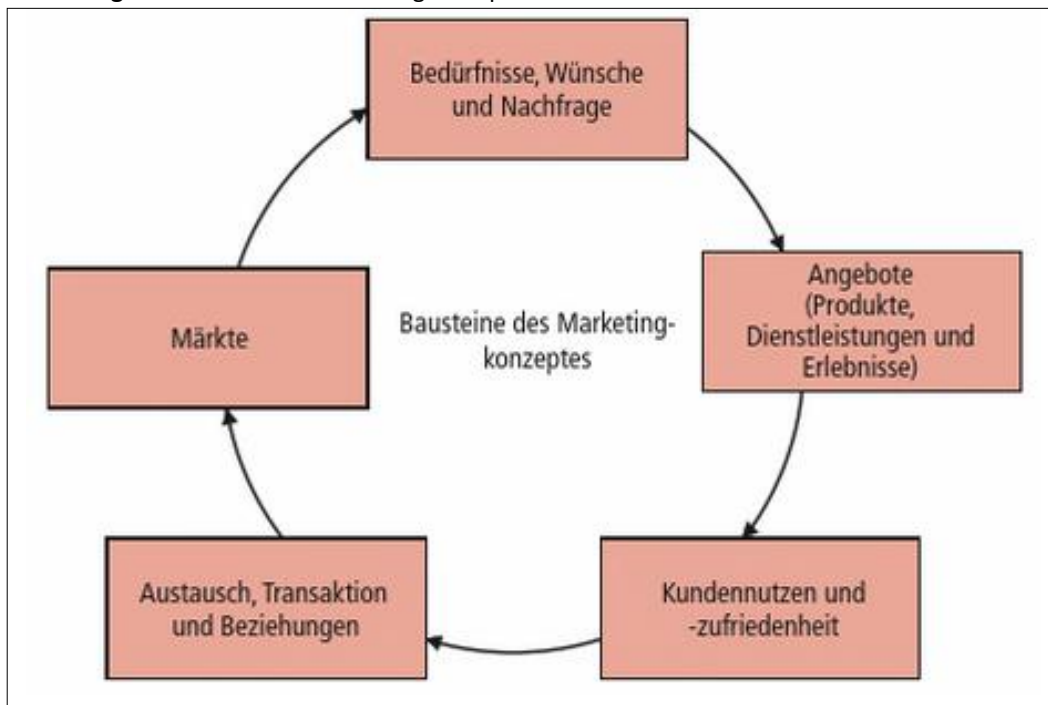 Bedürfnisse, Wünsche
und Nachfrage
Angebote
(Produkte,
Dienstleistungen und
Erlebnisse)
Märkte
Bausteine des Marketing-
konzeptes
Austausch, Transaktion
und Beziehungen
Kundennutzen und
-zufriedenheit